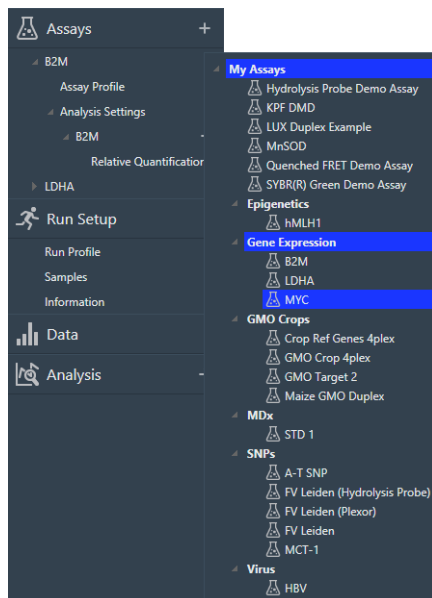 Assays +
B2M
Assay Profile
Analysis Settings
B2M
Relative Quantification
LDHA
Run Setup
Run Profile
Samples
Information
Data
Analysis
My Assays
Hydrolysis Probe Demo Assay
KPF DMD
LUX Duplex Example
MnSOD
Quenched FRET Demo Assay
SYBR(R) Green Demo Assay
Epigenetics
hMLH1
Gene Expression
B2M
LDHA
MYC
GMO Crops
Crop Ref Genes 4plex
GMO Crop 4plex
GMO Target 2
Maize GMO Duplex
MDx
STD 1
SNPs
A-T SNP
FV Leiden (Hydrolysis Probe)
FV Leiden (Plexor)
FV Leiden
MCT-1
Virus
HBV